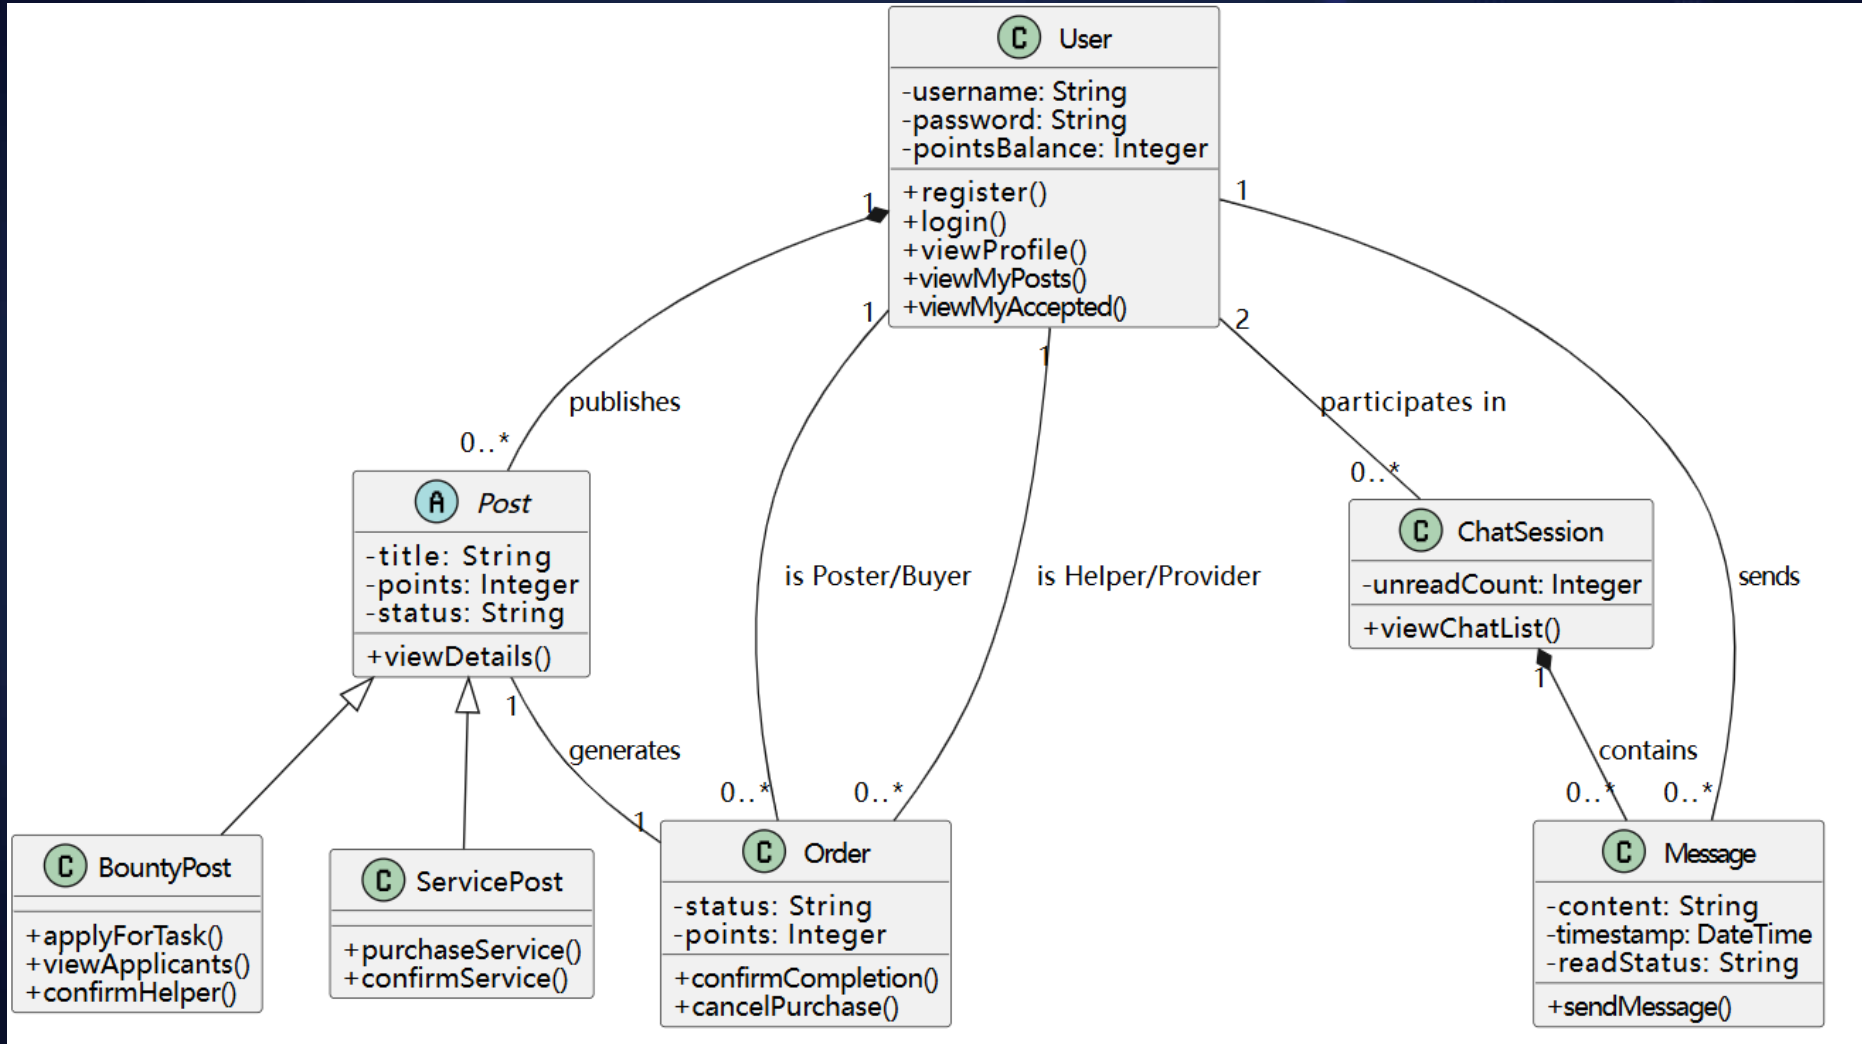 C User
-username: String
-password: String
-pointsBalance: Integer
+register()
+login()
+viewProfile()
+viewMyPosts()
+viewMyAccepted()
1
1
1
1
2
publishes
participates in
0..*
0..*
A Post
-title: String
-points: Integer
-status: String
+viewDetails()
is Poster/Buyer
is Helper/Provider
C ChatSession
-unreadCount: Integer
+viewChatList()
sends
1
1
generates
contains
1
0..*
0..*
0..*
0..*
C BountyPost
+applyForTask()
+viewApplicants()
+confirmHelper()
C ServicePost
+purchaseService()
+confirmService()
C Order
-status: String
-points: Integer
+confirmCompletion()
+cancelPurchase()
C Message
-content: String
-timestamp: DateTime
-readStatus: String
+sendMessage()